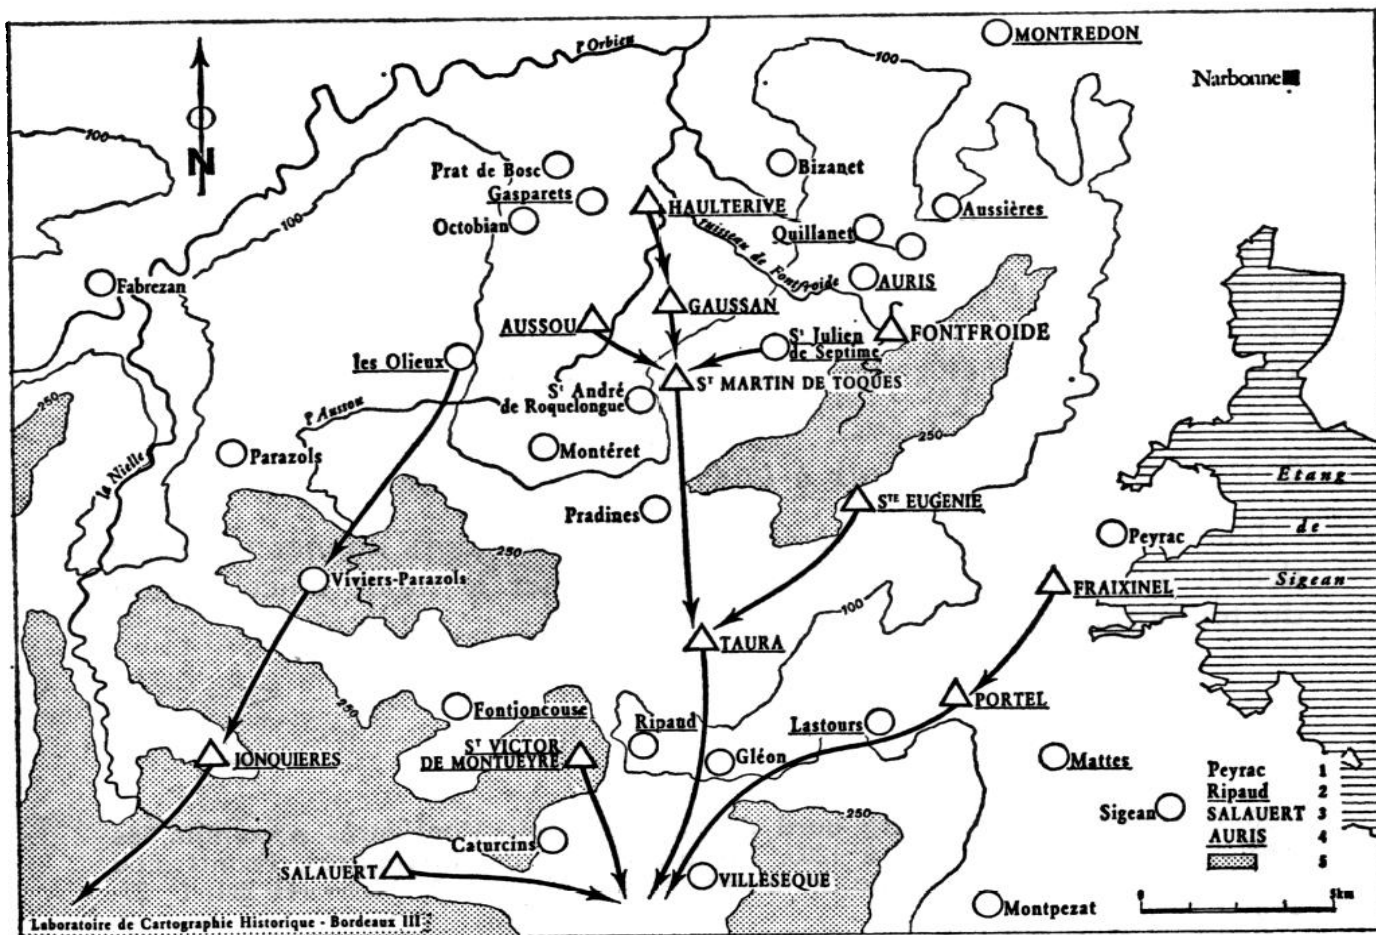 MONTREDON
Narbonne
l'Orbieu
100
100
N
Prat de Bosc
Bizanet
Gasparets
HAULTERIVE
Aussières
Octobian
100
ruisseau de Fontfroide
Quillanet
Fabrezan
AURIS
GAUSSAN
AUSSOU
FONTFROIDE
St Julien
de Septime
les Olieux
ST MARTIN DE TOQUES
250
l'Aussou
St André
de Roquelongue
250
Parazols
Montéret
la Nielle
Etang
de
Sigean
STE EUGENIE
Pradines
250
Peyrac
Viviers-Parazols
FRAIXINEL
100
TAURA
PORTEL
250
Fontjoncouse
Ripaud
Lastours
ST VICTOR
DE MONTUEYRE
JONQUIERES
Gléon
Mattes
Peyrac 1
Ripaud 2
SALAUERT 3
AURIS 4
5
Sigean
250
Caturcins
SALAUERT
VILLESEQUE
Montpezat
0 5km
Laboratoire de Cartographie Historique - Bordeaux III